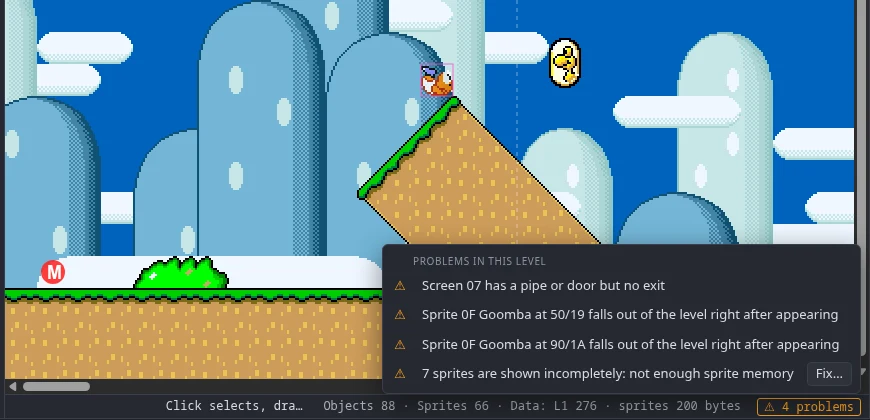 M
PROBLEMS IN THIS LEVEL
⚠ Screen 07 has a pipe or door but no exit
⚠ Sprite 0F Goomba at 50/19 falls out of the level right after appearing
⚠ Sprite 0F Goomba at 90/1A falls out of the level right after appearing
⚠ 7 sprites are shown incompletely: not enough sprite memory Fix...
Click selects, dra… Objects 88 · Sprites 66 · Data: L1 276 · sprites 200 bytes ⚠ 4 problems